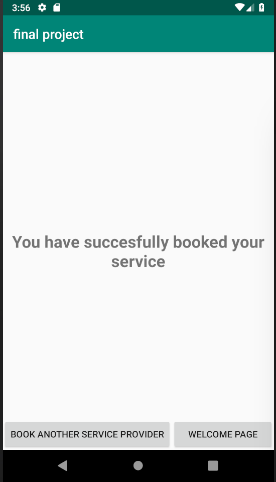 3:56
final project
You have succesfully booked your
service
BOOK ANOTHER SERVICE PROVIDER
WELCOME PAGE